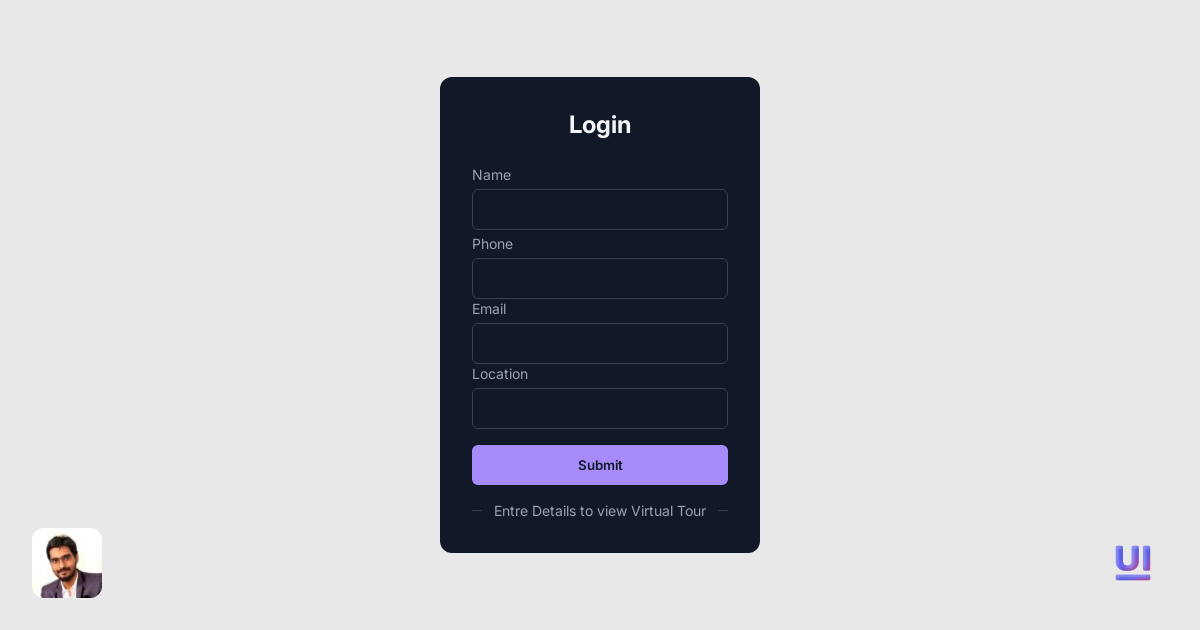 Login
Name
Phone
Email
Location
Submit
Entre Details to view Virtual Tour
UI